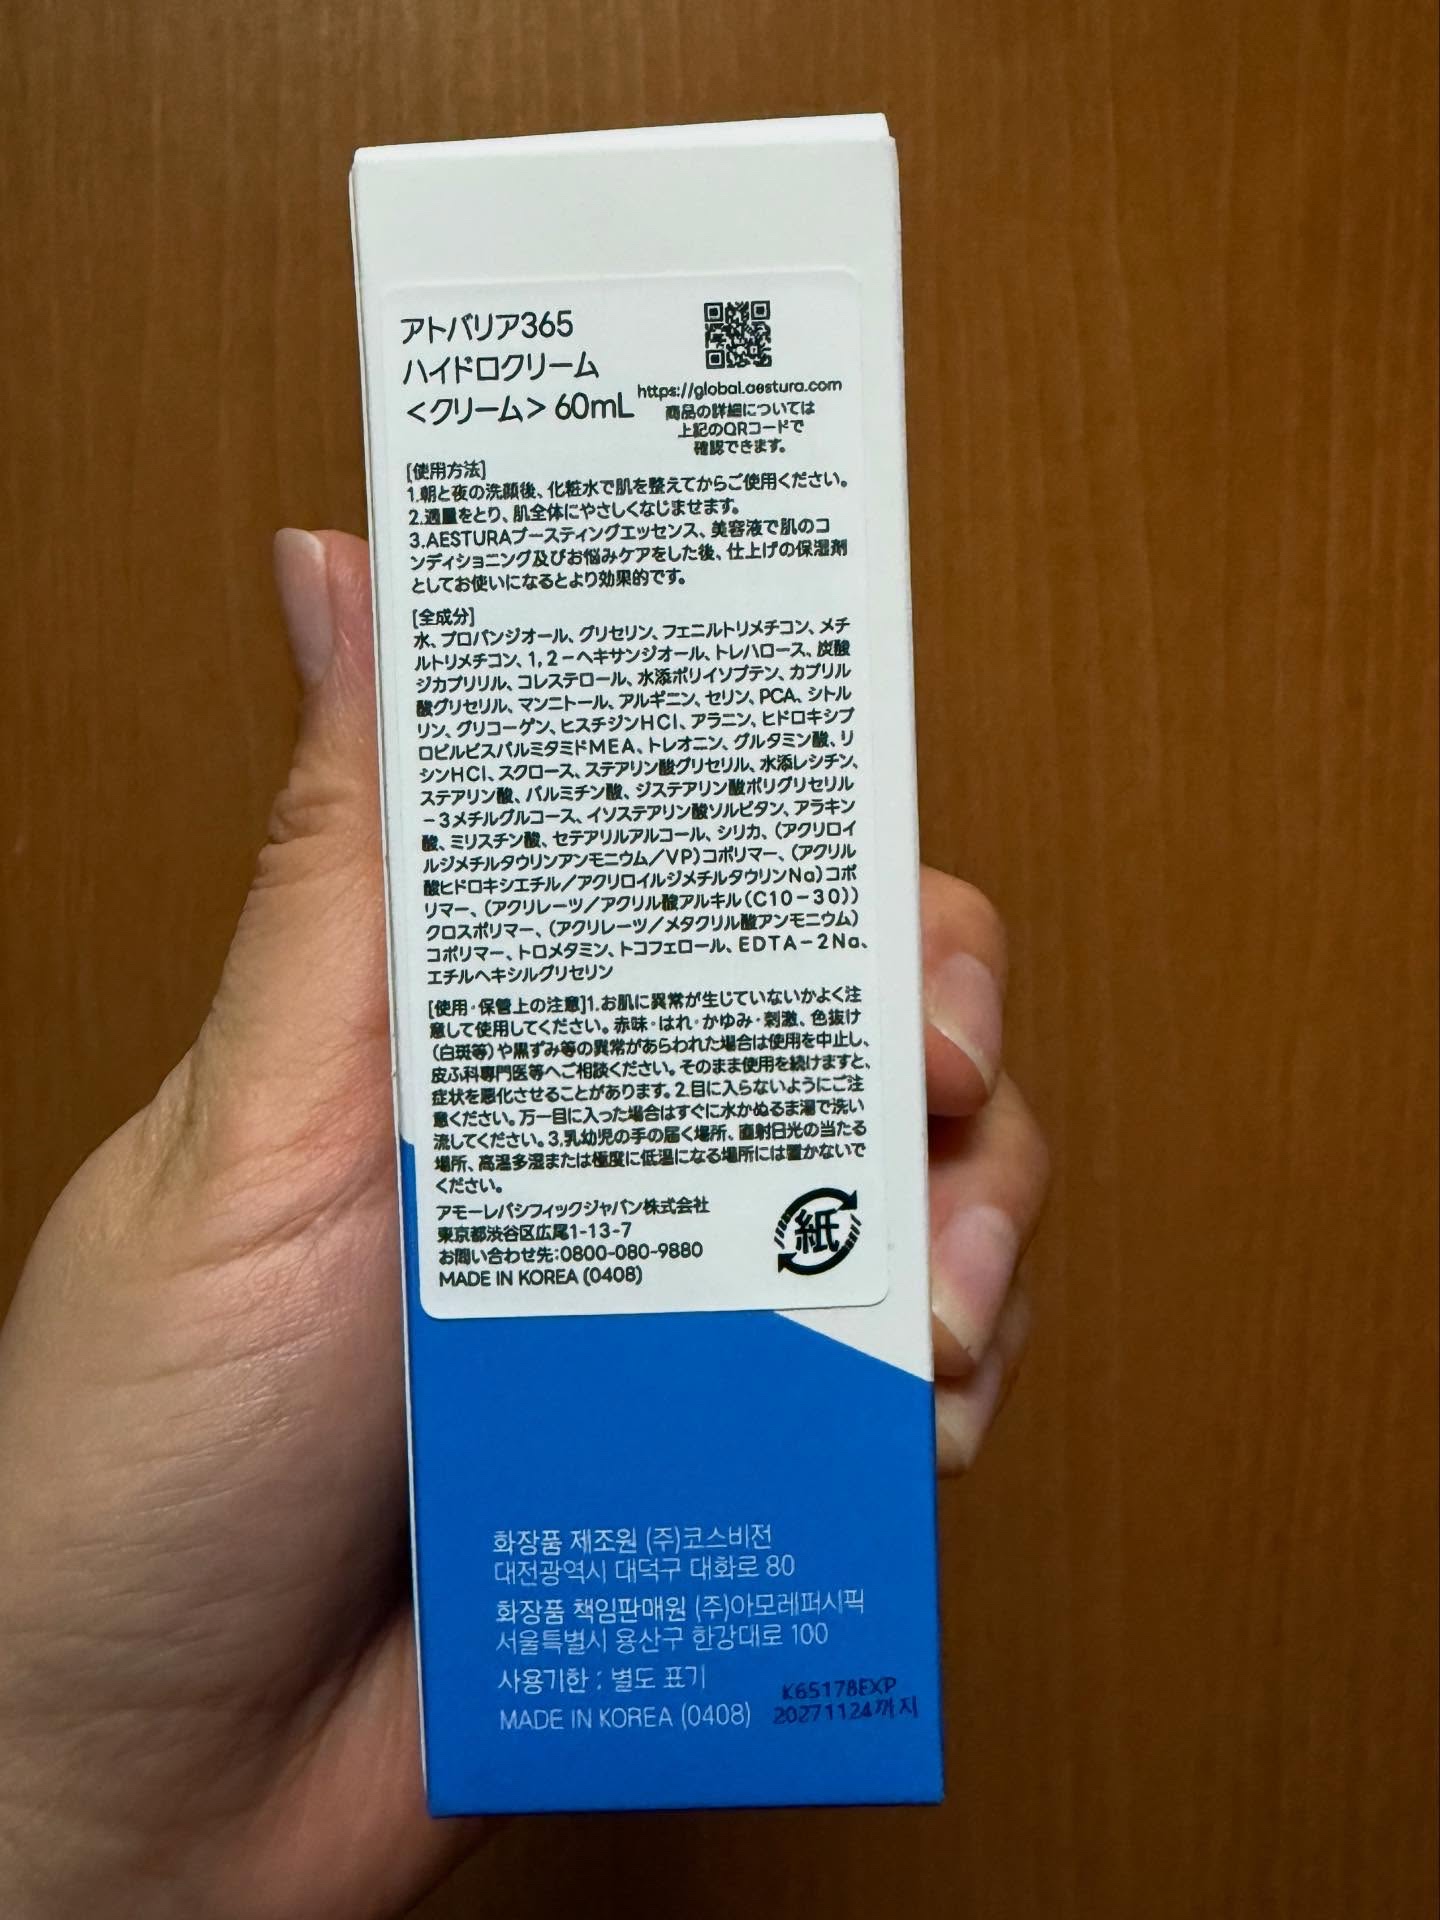 アトバリア365
ハイドロクリーム
＜クリーム＞ 60mL
https://global.aestura.com
商品の詳細については
上記のQRコードで
確認できます。
[使用方法]
1.朝と夜の洗顔後、化粧水で肌を整えてからご使用ください。
2.適量をとり、肌全体にやさしくなじませます。
3.AESTURAブースティングエッセンス、美容液で肌のコ
ンディショニング及びお悩みケアをした後、仕上げの保湿剤
としてお使いになるとより効果的です。
[全成分]
水、プロパンジオール、グリセリン、フェニルトリメチコン、メチ
ルトリメチコン、1,2－ヘキサンジオール、トレハロース、炭酸
ジカプリリル、コレステロール、水添ポリイソブテン、カプリル
酸グリセリル、マンニトール、アルギニン、セリン、PCA、シトル
リン、グリコーゲン、ヒスチジンHCl、アラニン、ヒドロキシプ
ロピルビスパルミタミドMEA、トレオニン、グルタミン酸、リ
シンHCl、スクロース、ステアリン酸グリセリル、水添レシチン、
ステアリン酸、パルミチン酸、ジステアリン酸ポリグリセリル
－3メチルグルコース、イソステアリン酸ソルビタン、アラキン
酸、ミリスチン酸、セテアリルアルコール、シリカ、(アクリロイ
ルジメチルタウリンアンモニウム／VP)コポリマー、(アクリル
酸ヒドロキシエチル／アクリロイルジメチルタウリンNa)コポ
リマー、(アクリレーツ／アクリル酸アルキル(C10－30))
クロスポリマー、(アクリレーツ／メタクリル酸アンモニウム)
コポリマー、トロメタミン、トコフェロール、EDTA－2Na、
エチルヘキシルグリセリン
[使用・保管上の注意]1.お肌に異常が生じていないかよく注
意して使用してください。赤味・はれ・かゆみ・刺激、色抜け
(白斑等)や黒ずみ等の異常があらわれた場合は使用を中止し、
皮ふ科専門医等へご相談ください。そのまま使用を続けますと、
症状を悪化させることがあります。2.目に入らないようにご注
意ください。万一目に入った場合はすぐに水かぬるま湯で洗い
流してください。3.乳幼児の手の届く場所、直射日光の当たる
場所、高温多湿または極度に低温になる場所には置かないで
ください。
アモーレパシフィックジャパン株式会社
東京都渋谷区広尾1-13-7
お問い合わせ先:0800-080-9880
MADE IN KOREA (0408)
紙
화장품 제조원 (주)코스비전
대전광역시 대덕구 대화로 80
화장품 책임판매원 (주)아모레퍼시픽
서울특별시 용산구 한강대로 100
사용기한 : 별도 표기
MADE IN KOREA (0408)
K65178EXP
20271124까지